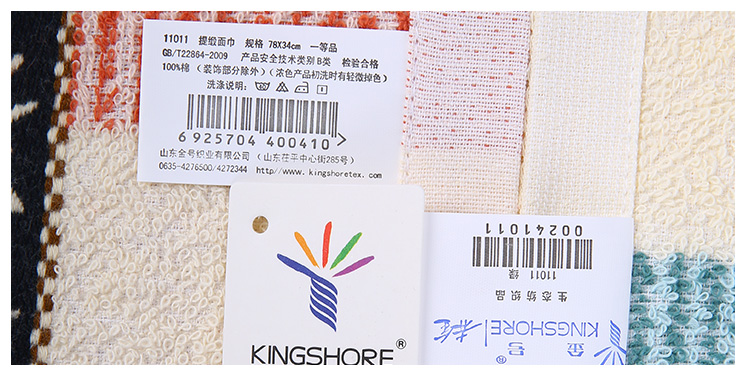 11011 提缎面巾 规格 78X34cm 一等品
GB/T22864-2009 产品安全技术类别 B类 检验合格
100%棉 （装饰部分除外）（浓色产品初洗时有轻微掉色）
洗涤说明：
6 925704 400410
山东金号织业有限公司 （山东茌平中心街285号）
0635-4276500/4272344 http//www.kingshoretex.com
KINGSHORE®
00241011
11011 绿
生态纺织品
金号®
KINGSHORE